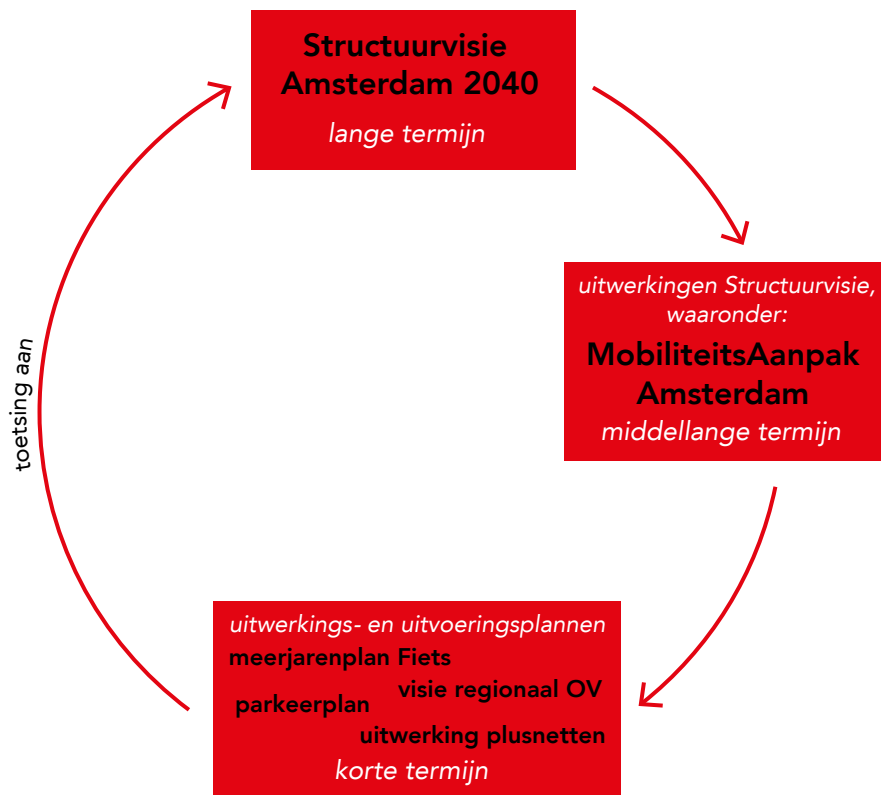 Structuurvisie
Amsterdam 2040
lange termijn
uitwerkingen Structuurvisie,
waaronder:
MobiliteitsAanpak
Amsterdam
middellange termijn
toetsing aan
uitwerkings- en uitvoeringsplannen
meerjarenplan Fiets
visie regionaal OV
parkeerplan
uitwerking plusnetten
korte termijn